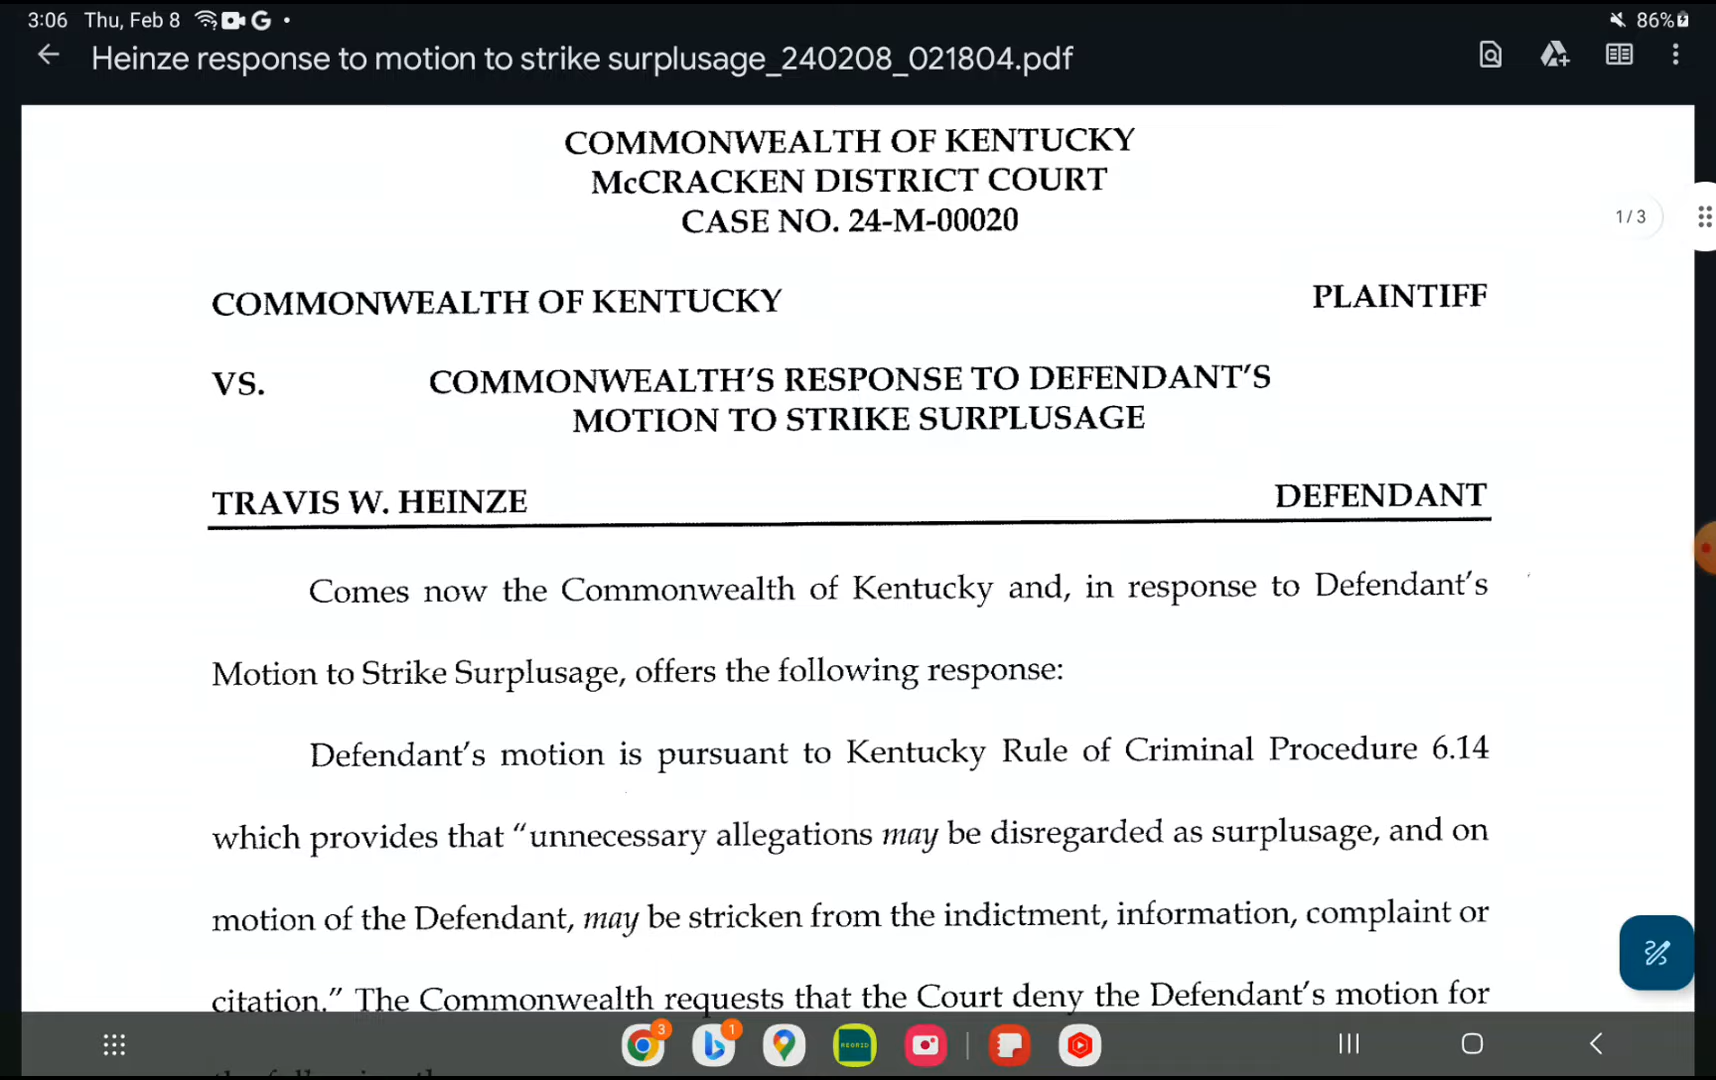 3:06 Thu, Feb 8 86%
Heinze response to motion to strike surplusage_240208_021804.pdf
COMMONWEALTH OF KENTUCKY
McCRACKEN DISTRICT COURT
CASE NO. 24-M-00020
1/3
COMMONWEALTH OF KENTUCKY PLAINTIFF
VS. COMMONWEALTH'S RESPONSE TO DEFENDANT'S
MOTION TO STRIKE SURPLUSAGE
TRAVIS W. HEINZE DEFENDANT
Comes now the Commonwealth of Kentucky and, in response to Defendant's
Motion to Strike Surplusage, offers the following response:
Defendant's motion is pursuant to Kentucky Rule of Criminal Procedure 6.14
which provides that “unnecessary allegations may be disregarded as surplusage, and on
motion of the Defendant, may be stricken from the indictment, information, complaint or
citation.” The Commonwealth requests that the Court deny the Defendant's motion for
3 1
REGRID